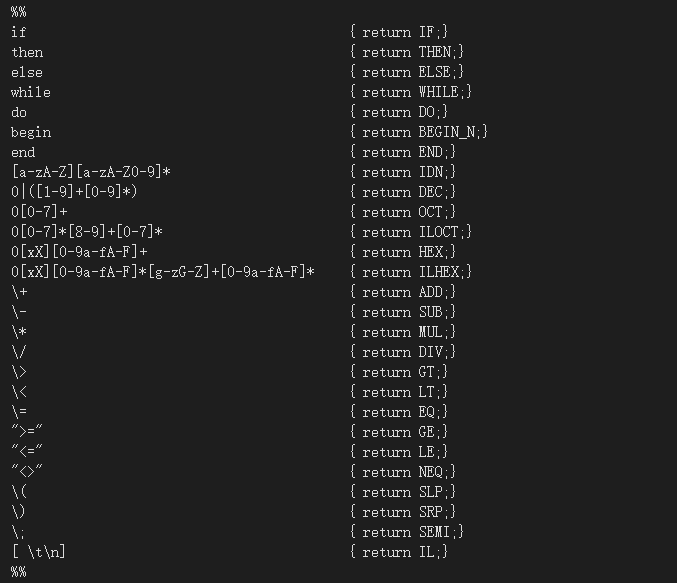 %%
if { return IF;}
then { return THEN;}
else { return ELSE;}
while { return WHILE;}
do { return DO;}
begin { return BEGIN_N;}
end { return END;}
[a-zA-Z][a-zA-Z0-9]* { return IDN;}
0|([1-9]+[0-9]*) { return DEC;}
0[0-7]+ { return OCT;}
0[0-7]*[8-9]+[0-7]* { return ILOCT;}
0[xX][0-9a-fA-F]+ { return HEX;}
0[xX][0-9a-fA-F]*[g-zG-Z]+[0-9a-fA-F]* { return ILHEX;}
\+ { return ADD;}
\- { return SUB;}
\* { return MUL;}
\/ { return DIV;}
\> { return GT;}
\< { return LT;}
\= { return EQ;}
">=" { return GE;}
"<=" { return LE;}
"<>" { return NEQ;}
\( { return SLP;}
\) { return SRP;}
\; { return SEMI;}
[ \t\n] { return IL;}
%%